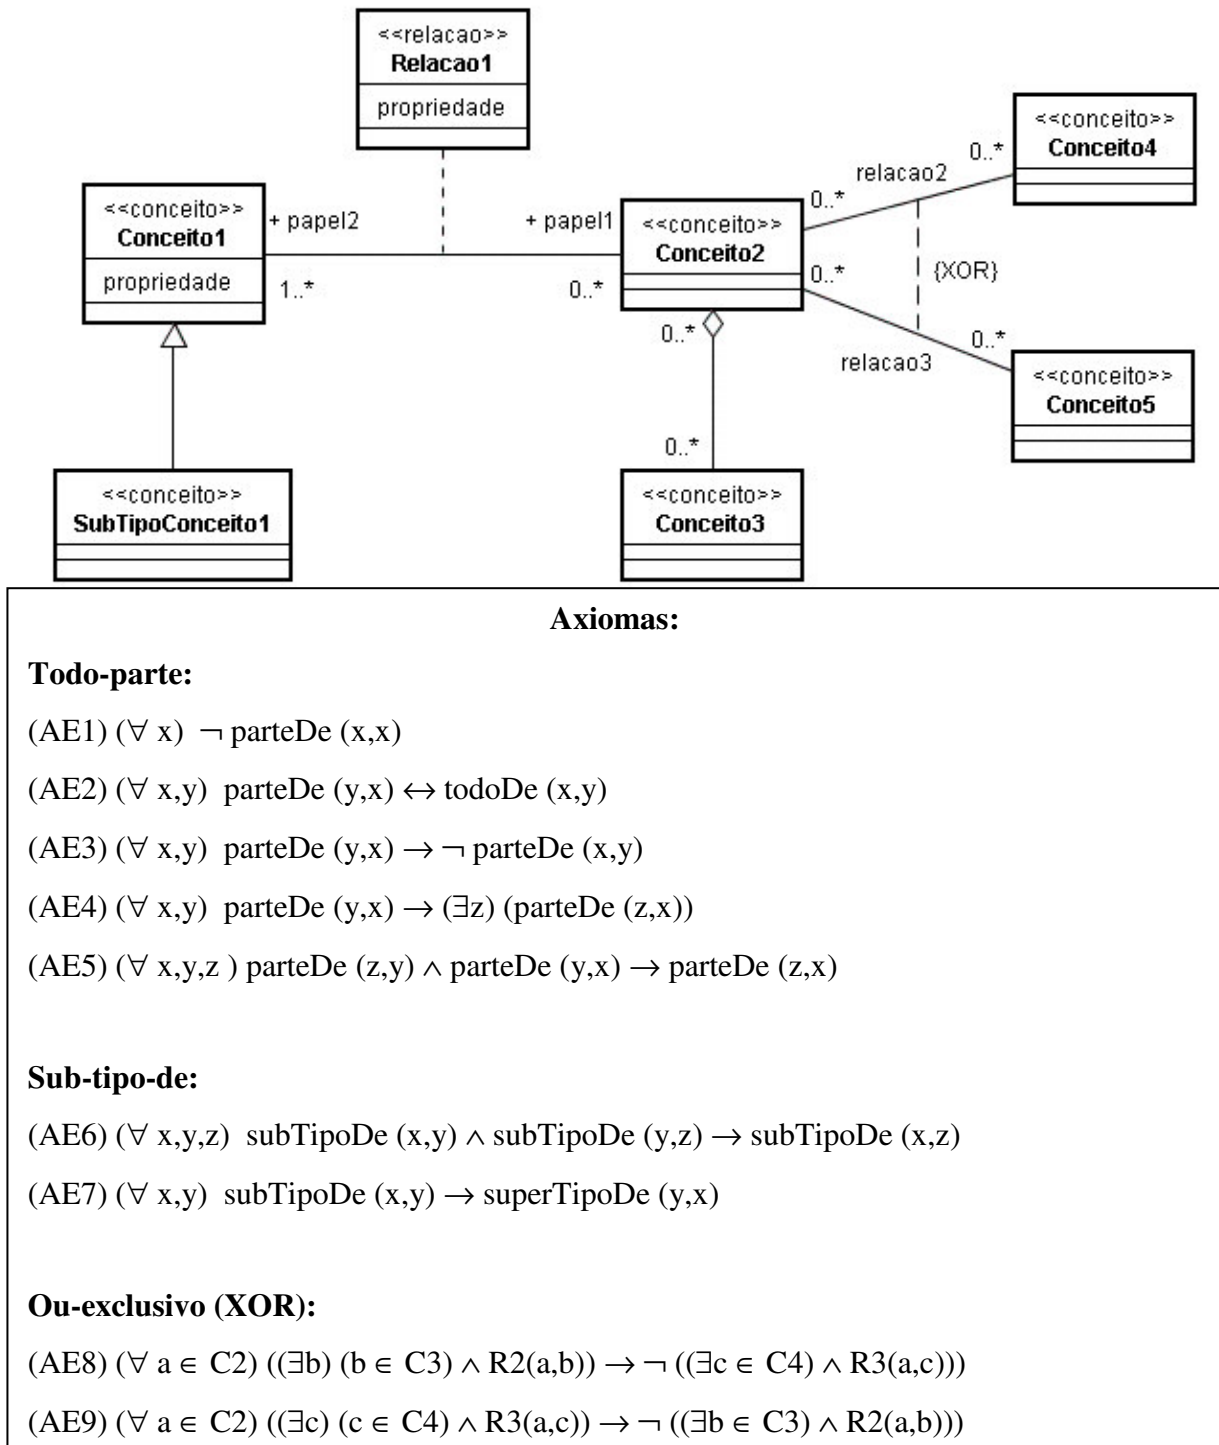 <<relacao>>
Relacao1
propriedade
<<conceito>>
Conceito4
0..*
relacao2
0..*
<<conceito>>
Conceito1
propriedade
+ papel2
1..*
+ papel1
0..*
<<conceito>>
Conceito2
0..*
{XOR}
0..*
relacao3
0..*
<<conceito>>
Conceito5
0..*
<<conceito>>
SubTipoConceito1
<<conceito>>
Conceito3
Axiomas:
Todo-parte:
(AE1) (∀ x) ¬ parteDe (x,x)
(AE2) (∀ x,y) parteDe (y,x) ↔ todoDe (x,y)
(AE3) (∀ x,y) parteDe (y,x) → ¬ parteDe (x,y)
(AE4) (∀ x,y) parteDe (y,x) → (∃z) (parteDe (z,x))
(AE5) (∀ x,y,z ) parteDe (z,y) ∧ parteDe (y,x) → parteDe (z,x)
Sub-tipo-de:
(AE6) (∀ x,y,z) subTipoDe (x,y) ∧ subTipoDe (y,z) → subTipoDe (x,z)
(AE7) (∀ x,y) subTipoDe (x,y) → superTipoDe (y,x)
Ou-exclusivo (XOR):
(AE8) (∀ a ∈ C2) ((∃b) (b ∈ C3) ∧ R2(a,b)) → ¬ ((∃c ∈ C4) ∧ R3(a,c)))
(AE9) (∀ a ∈ C2) ((∃c) (c ∈ C4) ∧ R3(a,c)) → ¬ ((∃b ∈ C3) ∧ R2(a,b)))